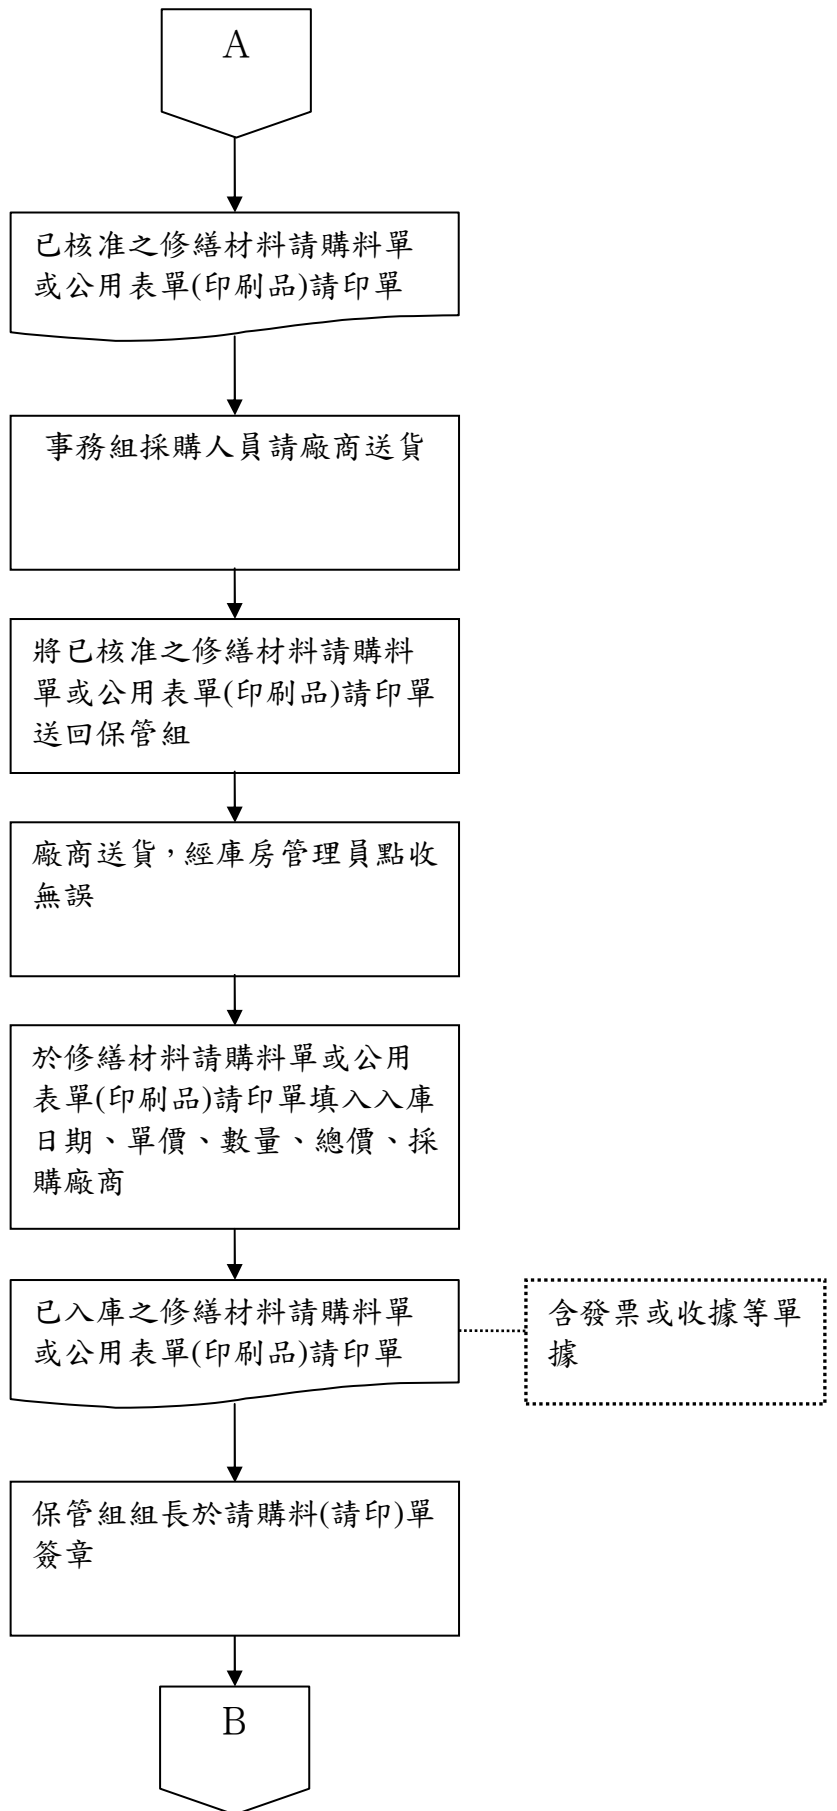 A
已核准之修繕材料請購料單
或公用表單(印刷品)請印單
事務組採購人員請廠商送貨
將已核准之修繕材料請購料
單或公用表單(印刷品)請印單
送回保管組
廠商送貨，經庫房管理員點收
無誤
於修繕材料請購料單或公用
表單(印刷品)請印單填入入庫
日期、單價、數量、總價、採
購廠商
已入庫之修繕材料請購料單
或公用表單(印刷品)請印單
含發票或收據等單
據
保管組組長於請購料(請印)單
簽章
B